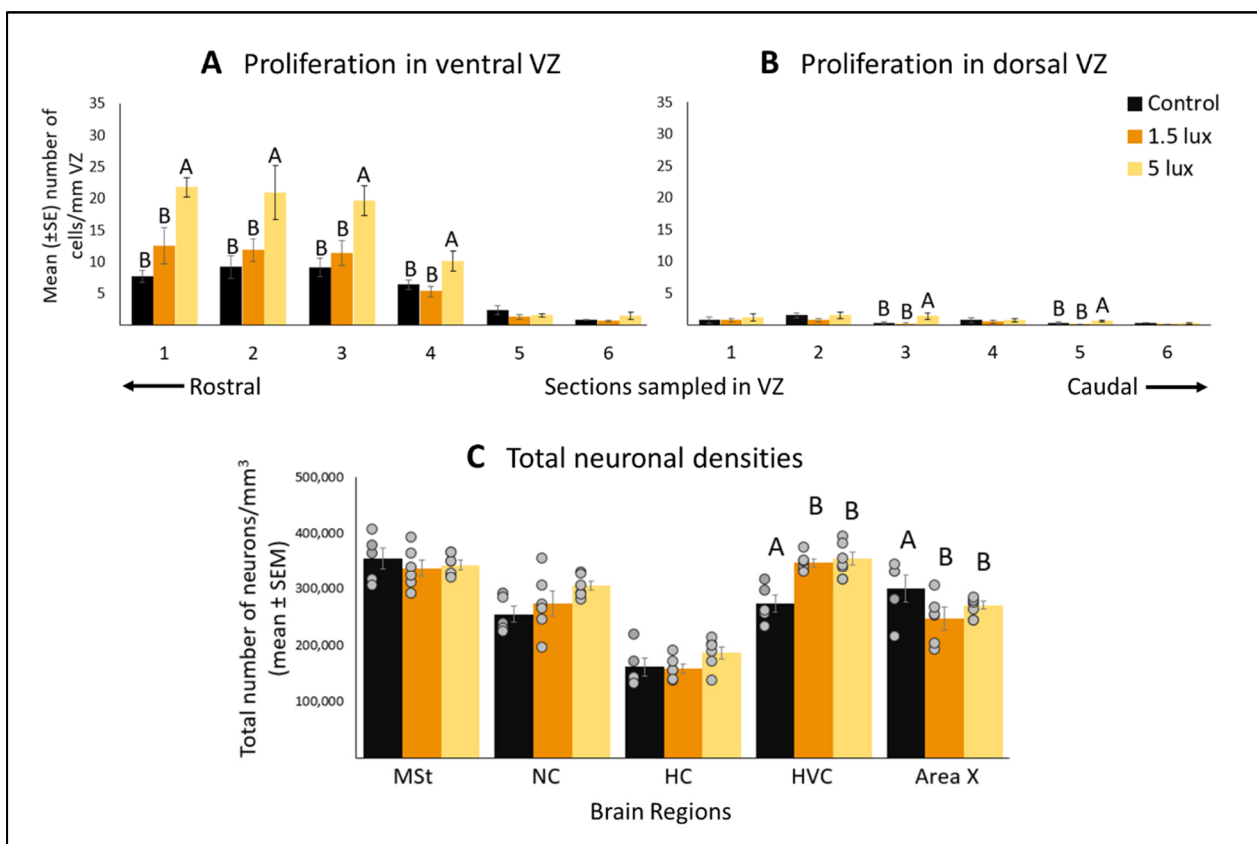 A Proliferation in ventral VZ
B Proliferation in dorsal VZ
Mean (±SE) number of
cells/mm VZ
35
30
25
20
15
10
5
B B A
B B A
B B A
B B A
1 2 3 4 5 6
35
30
25
20
15
10
5
B B A
B B A
1 2 3 4 5 6
Control
1.5 lux
5 lux
Rostral
Sections sampled in VZ
Caudal
C Total neuronal densities
Total number of neurons/mm³
(mean ± SEM)
500,000
400,000
300,000
200,000
100,000
A B B
A B B
MSt NC HC HVC Area X
Brain Regions